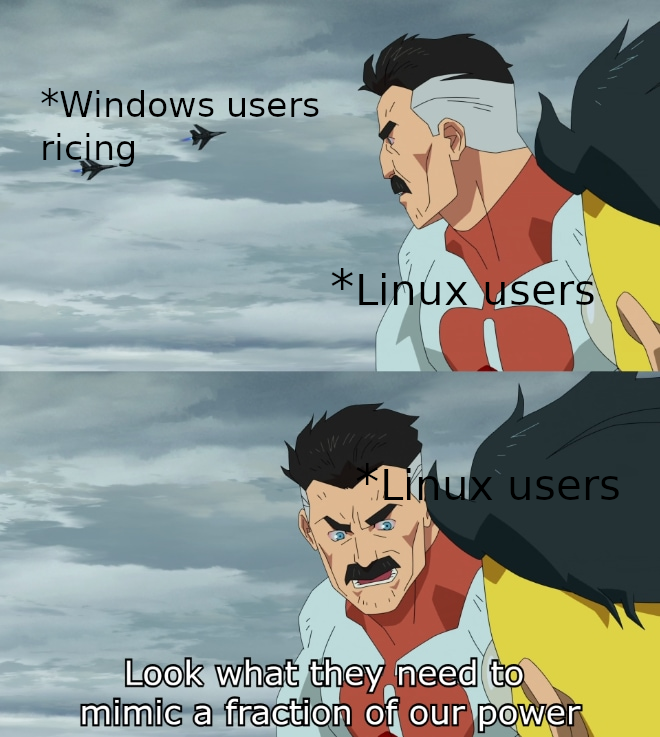 *Windows users
ricing
*Linux users
*Linux users
Look what they need to
mimic a fraction of our power